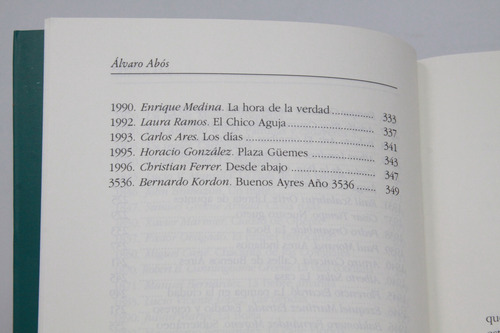 Álvaro Abós
1990. Enrique Medina. La hora de la verdad .............. 333
1992. Laura Ramos. El Chico Aguja ........................... 337
1993. Carlos Ares. Los días ........................................ 341
1995. Horacio González. Plaza Güemes .................... 343
1996. Christian Ferrer. Desde abajo .......................... 347
3536. Bernardo Kordon. Buenos Ayres Año 3536 ...... 349
qu